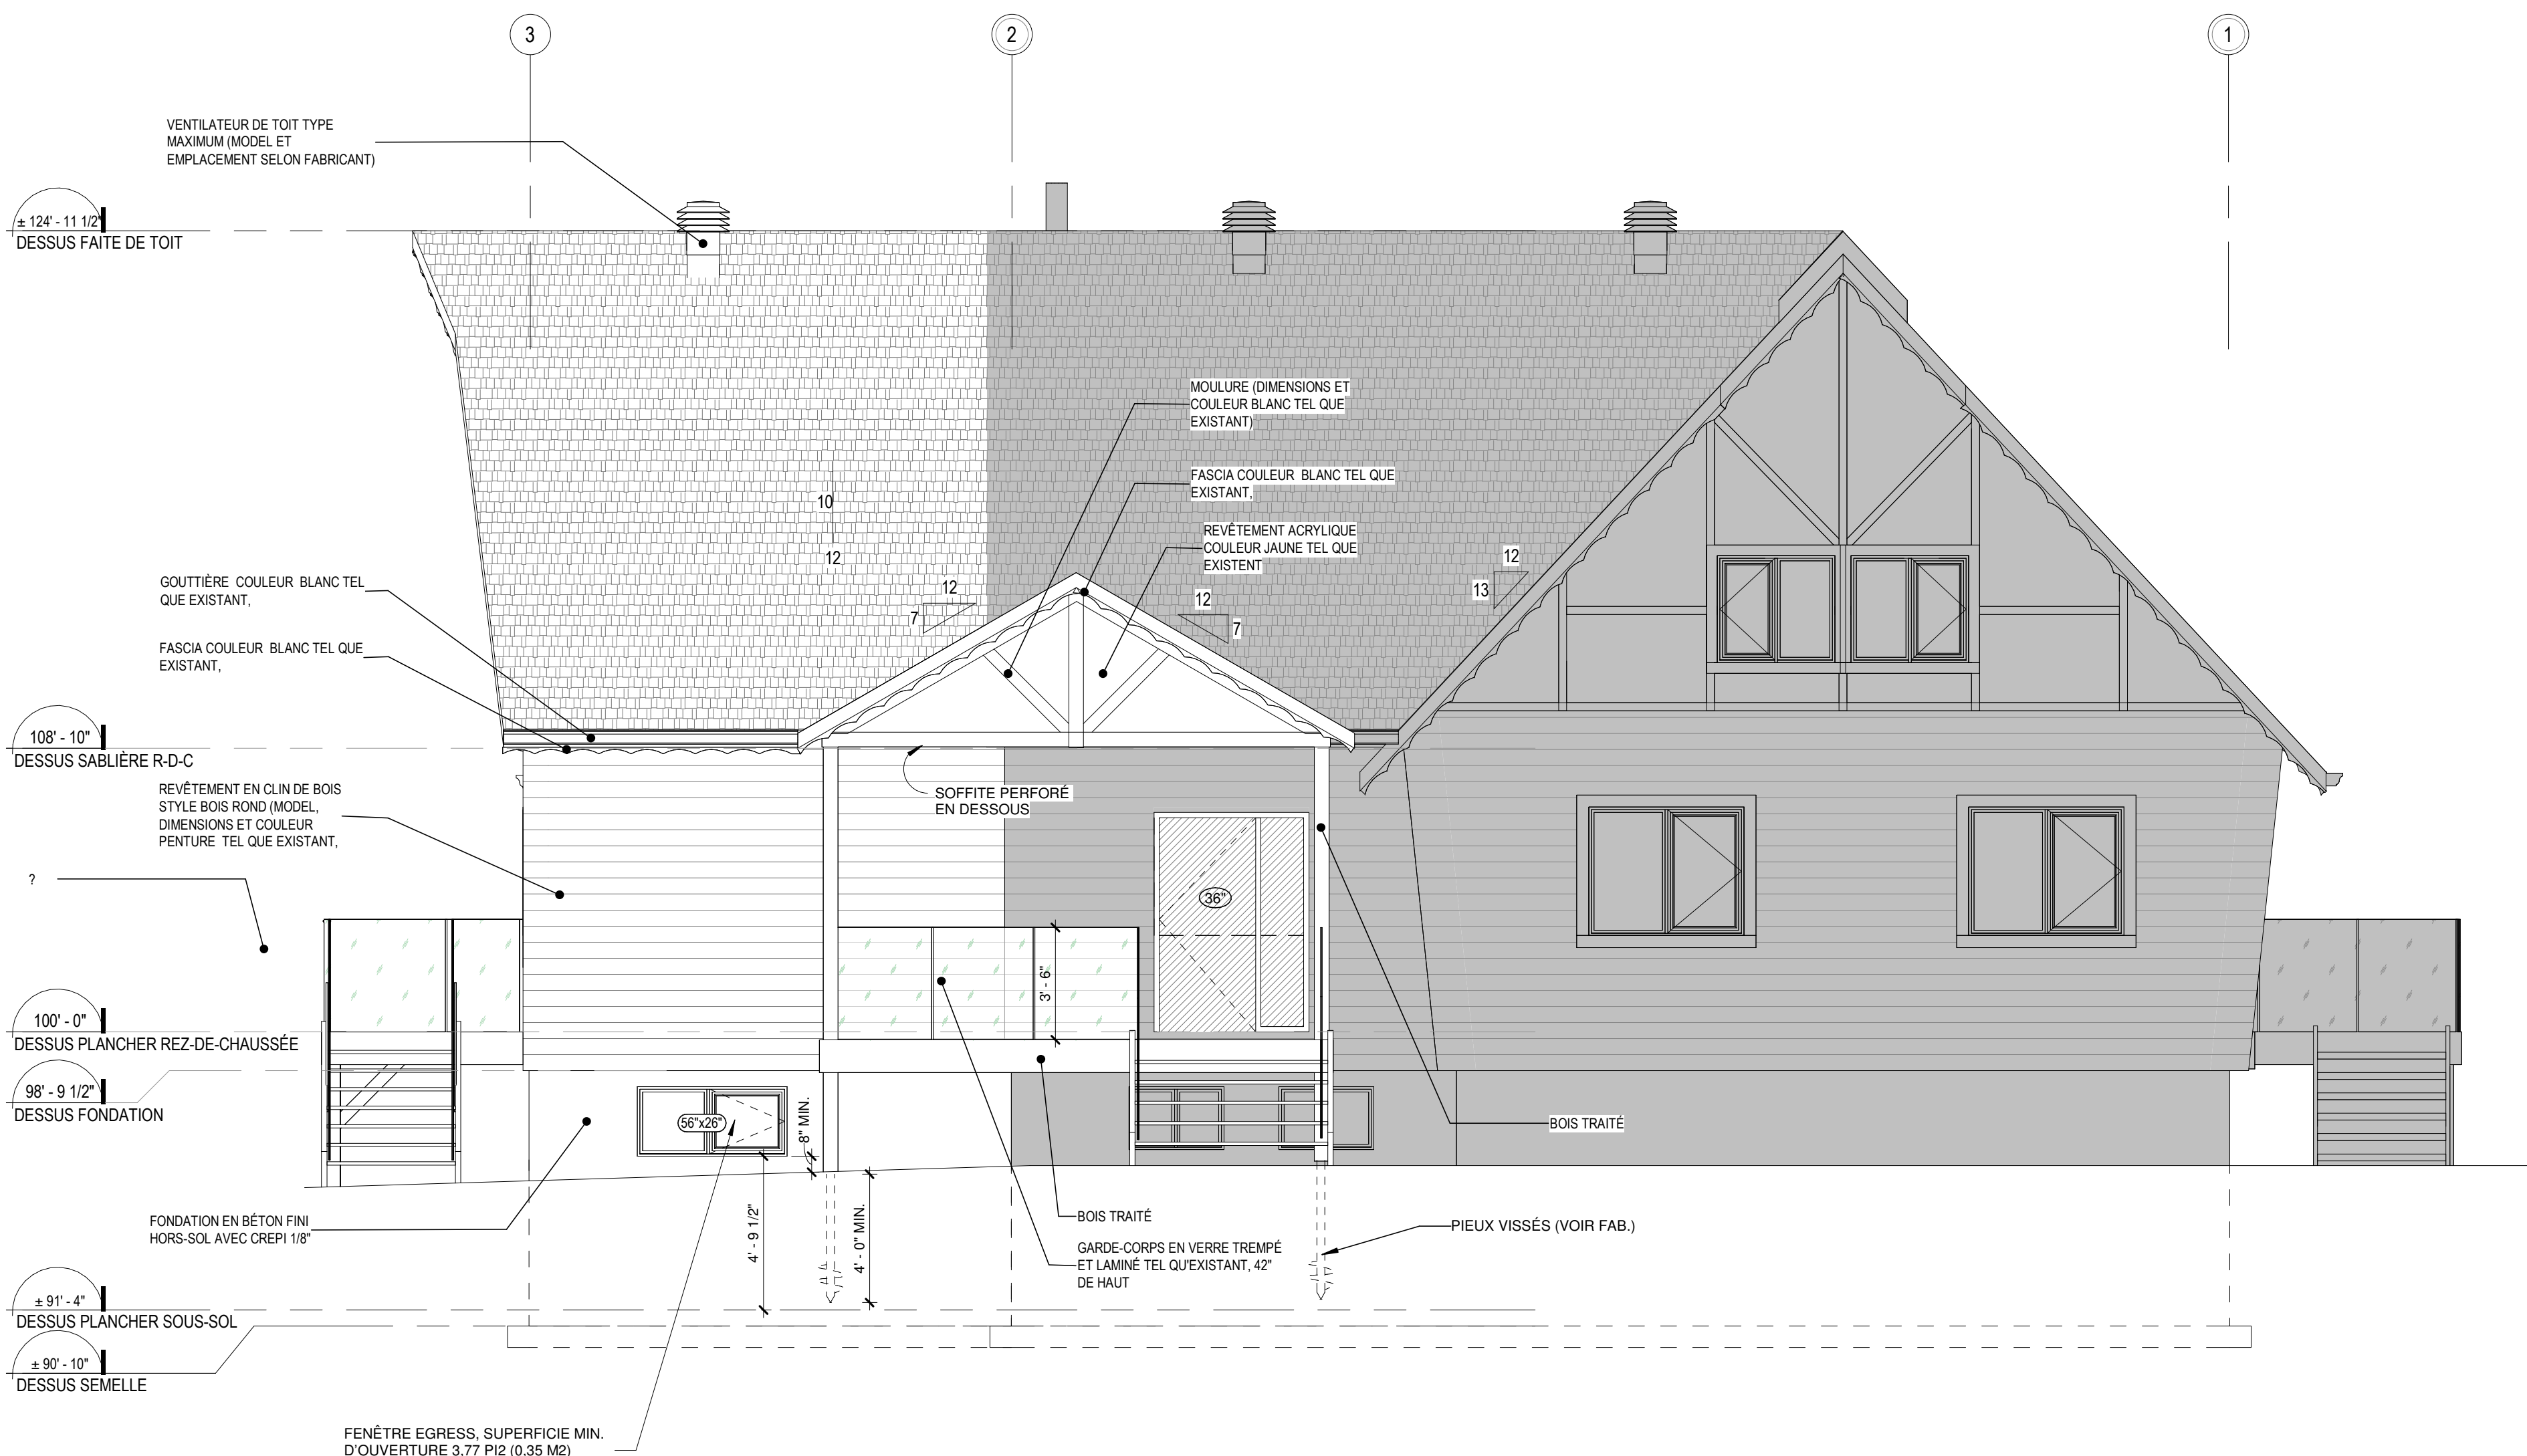 3
2
1
VENTILATEUR DE TOIT TYPE
MAXIMUM (MODEL ET
EMPLACEMENT SELON FABRICANT)
± 124' - 11 1/2"
DESSUS FAITE DE TOIT
MOULURE (DIMENSIONS ET
COULEUR BLANC TEL QUE
EXISTANT)
FASCIA COULEUR BLANC TEL QUE
EXISTANT,
10
12
REVÊTEMENT ACRYLIQUE
COULEUR JAUNE TEL QUE
EXISTENT
12
13
GOUTTIÈRE COULEUR BLANC TEL
QUE EXISTANT,
12
7
12
7
FASCIA COULEUR BLANC TEL QUE
EXISTANT,
108' - 10"
DESSUS SABLIÈRE R-D-C
REVÊTEMENT EN CLIN DE BOIS
STYLE BOIS ROND (MODEL,
DIMENSIONS ET COULEUR
PENTURE TEL QUE EXISTANT,
SOFFITE PERFORÉ
EN DESSOUS
?
36"
3' - 6"
100' - 0"
DESSUS PLANCHER REZ-DE-CHAUSSÉE
98' - 9 1/2"
DESSUS FONDATION
56"x26"
8" MIN.
BOIS TRAITÉ
FONDATION EN BÉTON FINI
HORS-SOL AVEC CREPI 1/8"
4' - 9 1/2"
4' - 0" MIN.
BOIS TRAITÉ
PIEUX VISSÉS (VOIR FAB.)
GARDE-CORPS EN VERRE TREMPÉ
ET LAMINÉ TEL QU'EXISTANT, 42"
DE HAUT
± 91' - 4"
DESSUS PLANCHER SOUS-SOL
± 90' - 10"
DESSUS SEMELLE
FENÊTRE EGRESS, SUPERFICIE MIN.
D'OUVERTURE 3,77 PI2 (0,35 M2)